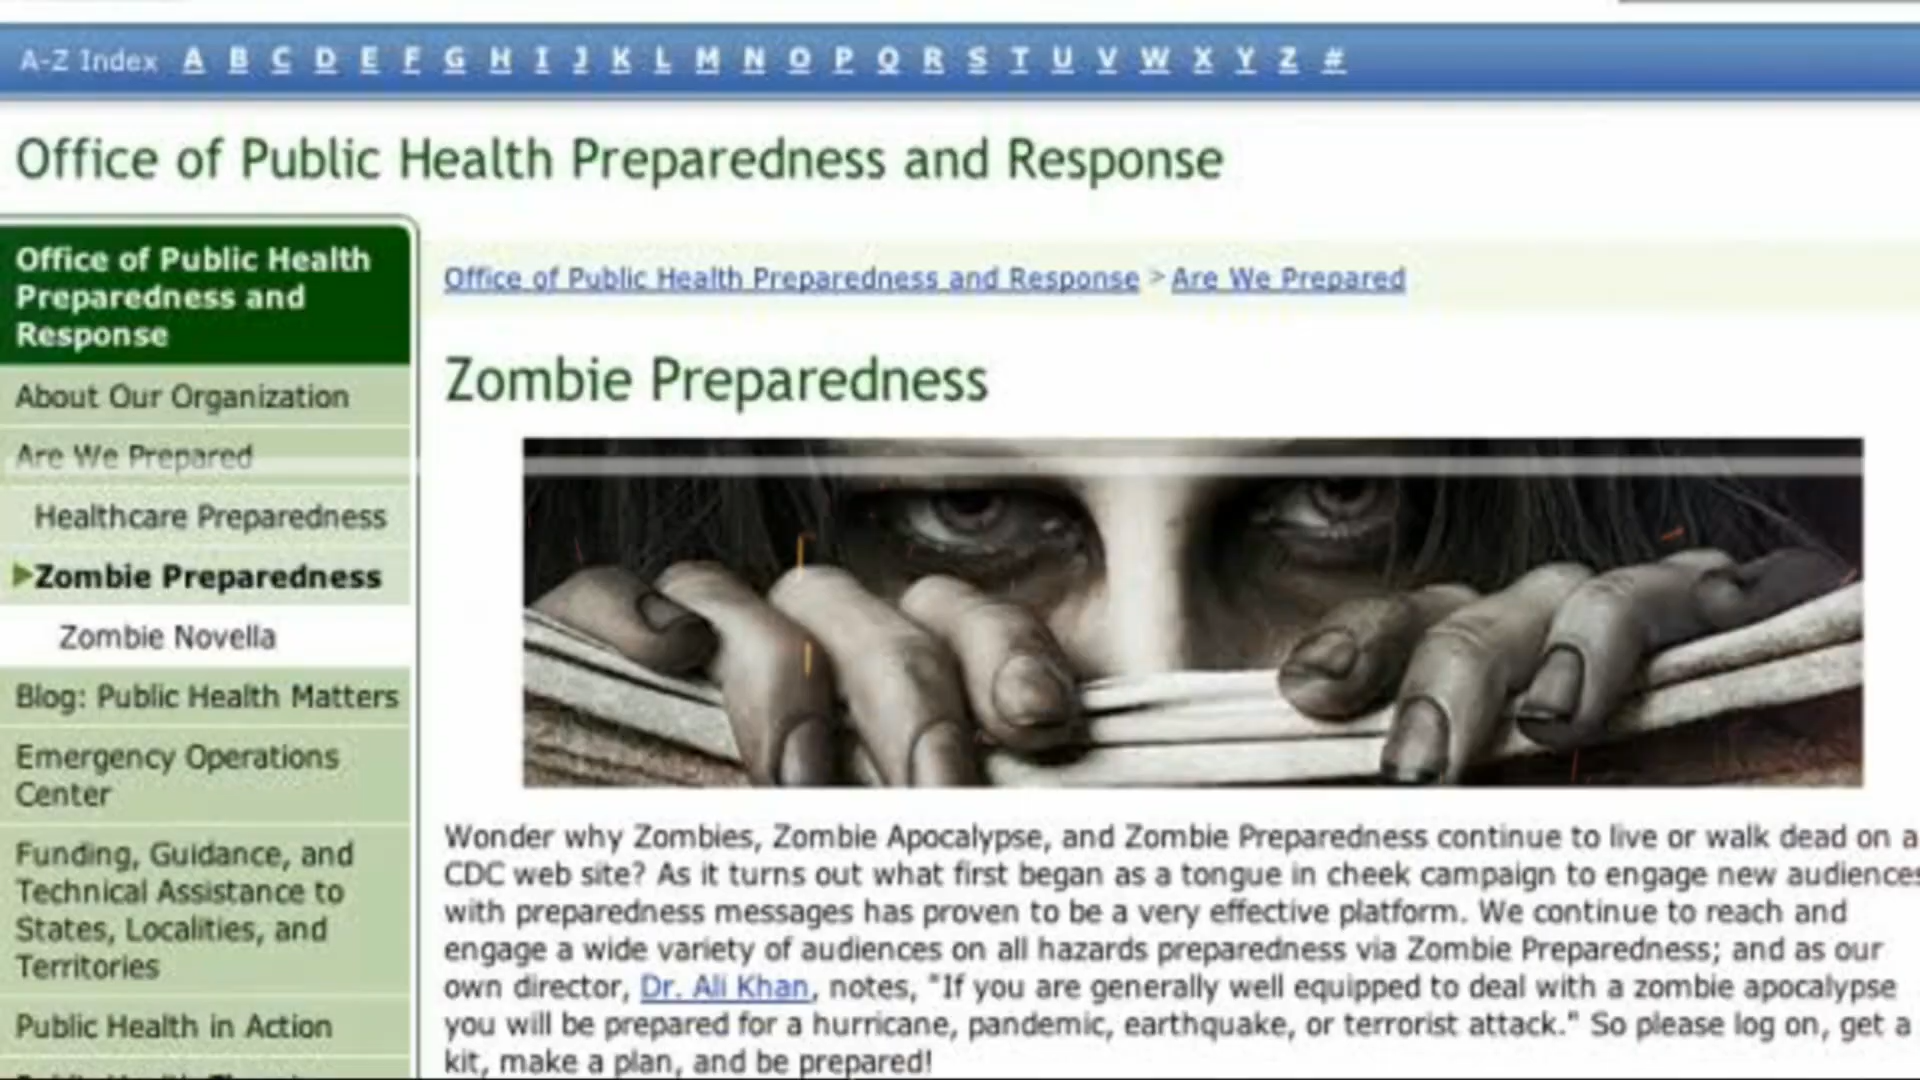 A-Z Index A B C D E F G H I J K L M N O P Q R S T U V W X Y Z #
Office of Public Health Preparedness and Response
Office of Public Health
Preparedness and
Response
About Our Organization
Are We Prepared
Healthcare Preparedness
Zombie Preparedness
Zombie Novella
Blog: Public Health Matters
Emergency Operations
Center
Funding, Guidance, and
Technical Assistance to
States, Localities, and
Territories
Public Health in Action
Office of Public Health Preparedness and Response > Are We Prepared
Zombie Preparedness
Wonder why Zombies, Zombie Apocalypse, and Zombie Preparedness continue to live or walk dead on a
CDC web site? As it turns out what first began as a tongue in cheek campaign to engage new audiences
with preparedness messages has proven to be a very effective platform. We continue to reach and
engage a wide variety of audiences on all hazards preparedness via Zombie Preparedness; and as our
own director, Dr. Ali Khan, notes, "If you are generally well equipped to deal with a zombie apocalypse
you will be prepared for a hurricane, pandemic, earthquake, or terrorist attack." So please log on, get a
kit, make a plan, and be prepared!